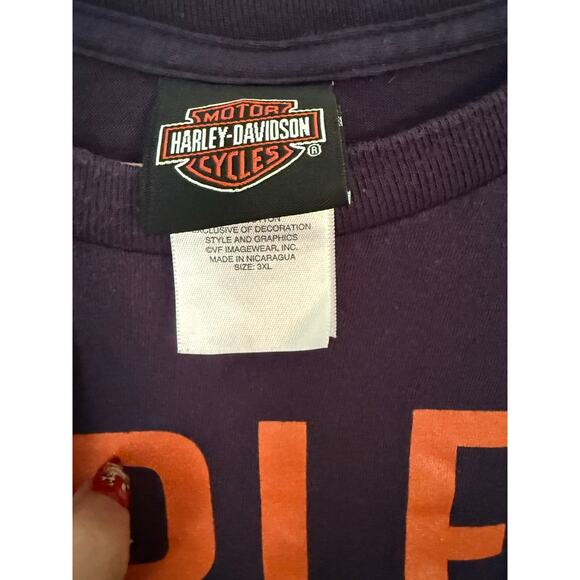 MOTOR
HARLEY-DAVIDSON
CYCLES
®
EXCLUSIVE OF DECORATION
STYLE AND GRAPHICS
©VF IMAGEWEAR, INC.
MADE IN NICARAGUA
SIZE: 3XL